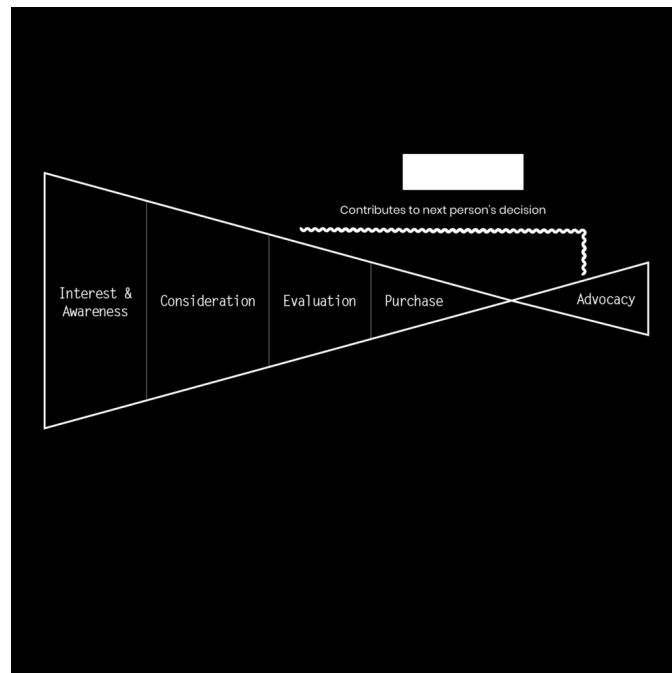 Contributes to next person's decision
Interest &
Awareness
Consideration
Evaluation
Purchase
Advocacy